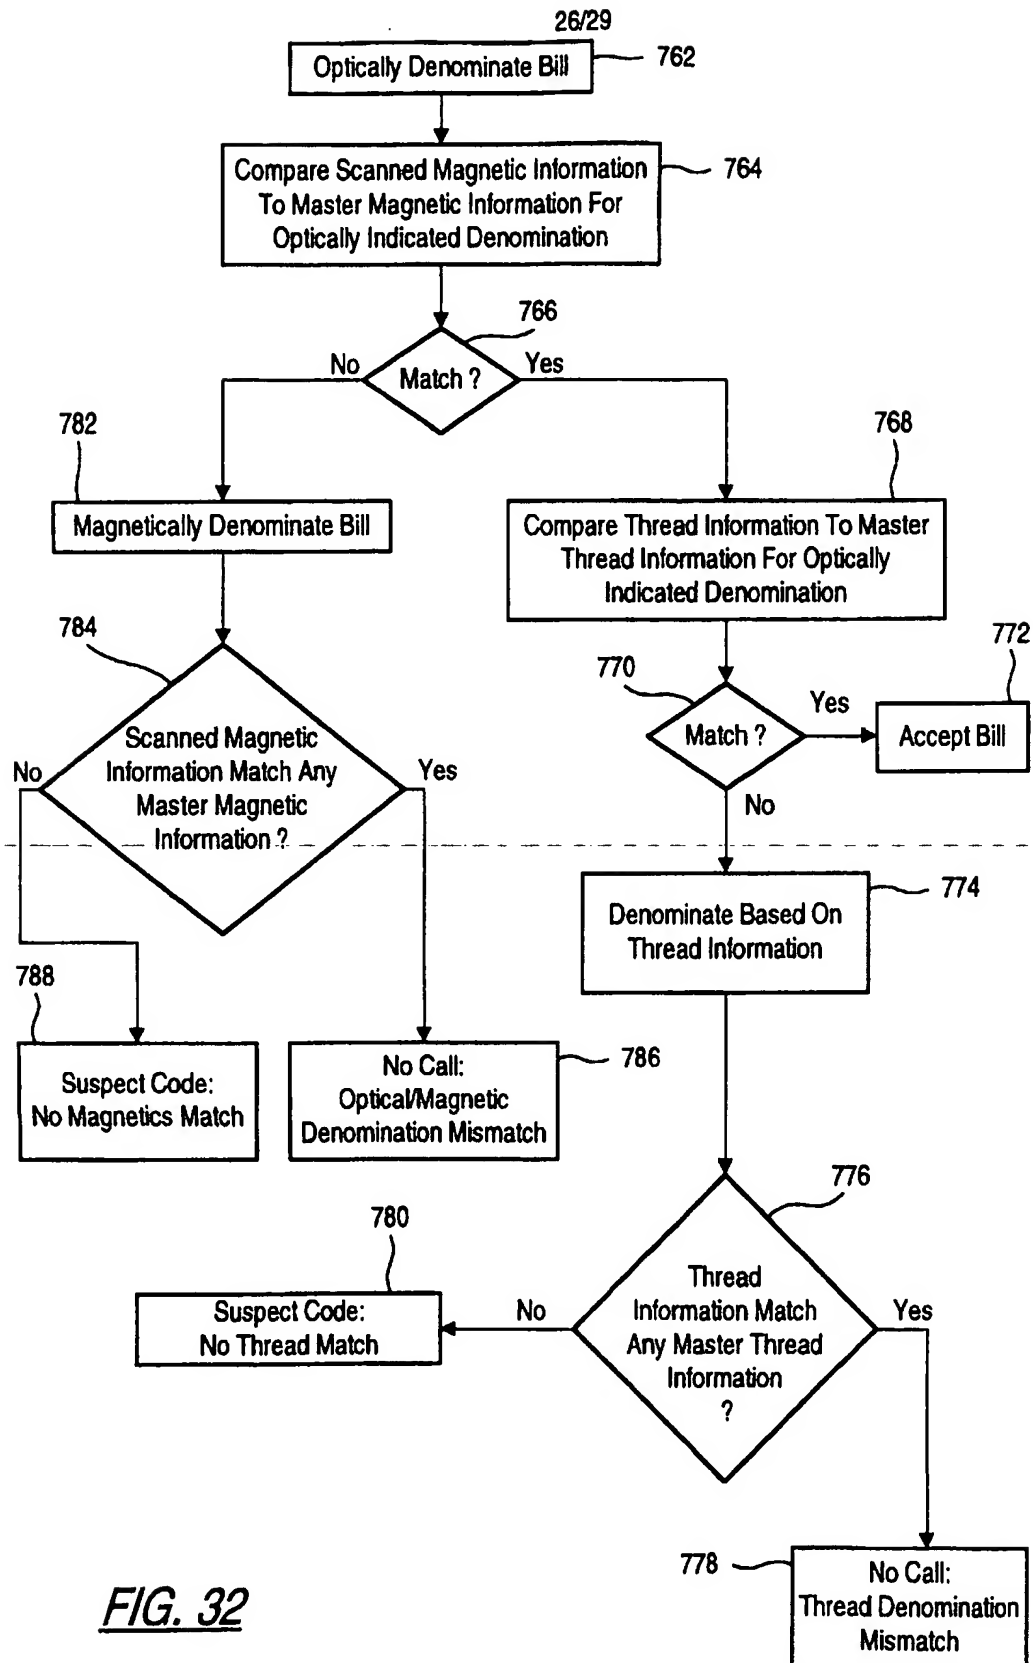 26/29
Optically Denominate Bill
762
Compare Scanned Magnetic Information
To Master Magnetic Information For
Optically Indicated Denomination
764
766
No
Match ?
Yes
782
768
Magnetically Denominate Bill
Compare Thread Information To Master
Thread Information For Optically
Indicated Denomination
784
770
772
Scanned Magnetic
Information Match Any
Master Magnetic
Information ?
No
Yes
Match ?
Yes
Accept Bill
No
Denominate Based On
Thread Information
774
788
Suspect Code:
No Magnetics Match
No Call:
Optical/Magnetic
Denomination Mismatch
786
776
780
Suspect Code:
No Thread Match
No
Thread
Information Match
Any Master Thread
Information
?
Yes
778
No Call:
Thread Denomination
Mismatch
FIG. 32